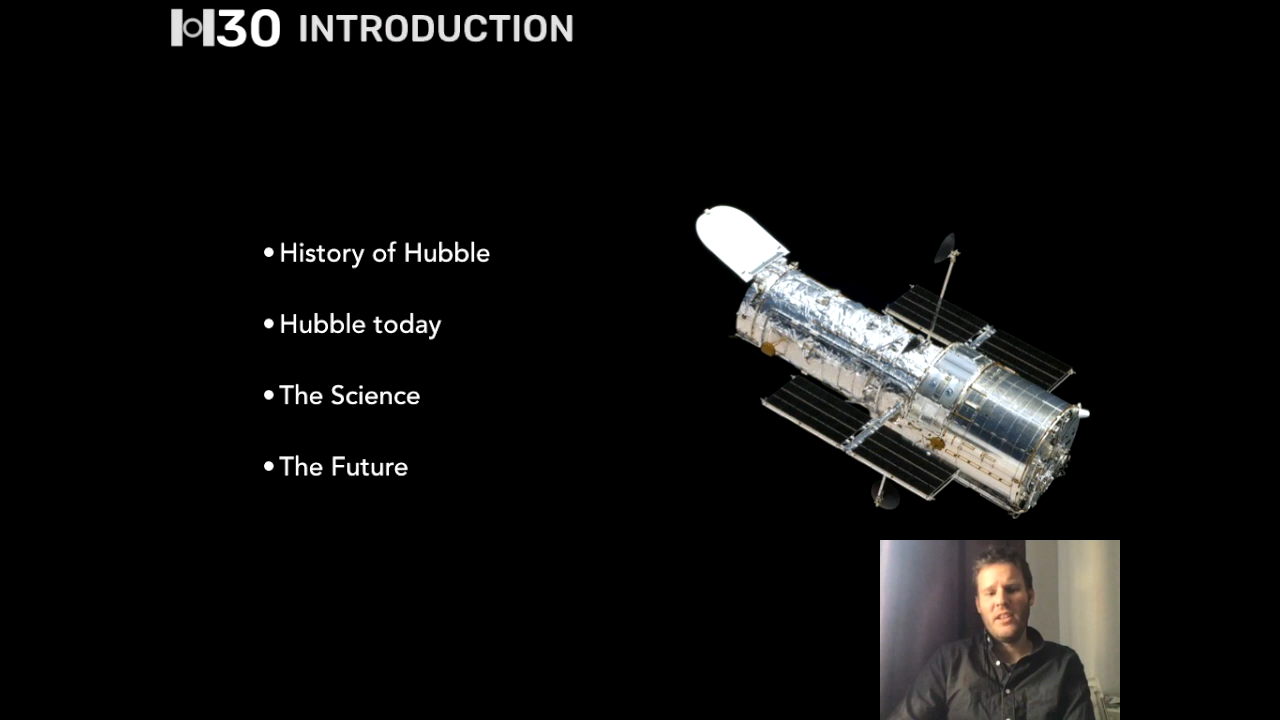 H30 INTRODUCTION
• History of Hubble
• Hubble today
• The Science
• The Future